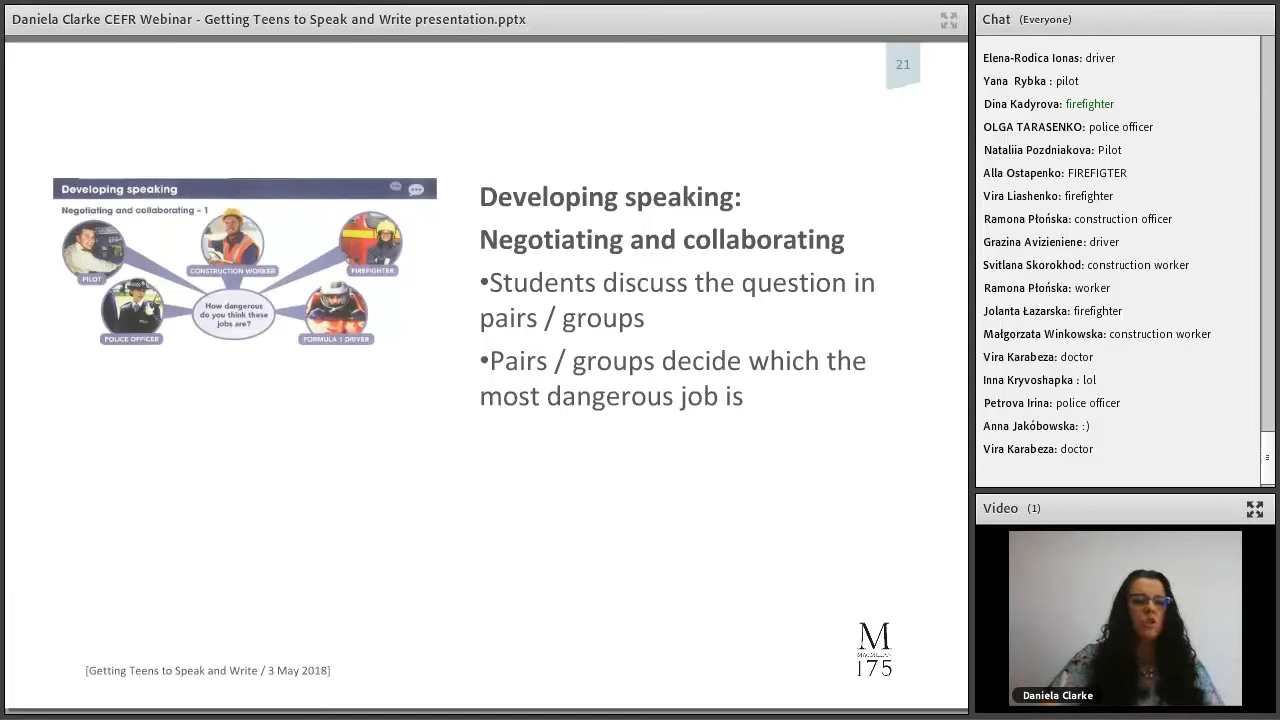 Daniela Clarke CEFR Webinar - Getting Teens to Speak and Write presentation.pptx
21
Developing speaking
Negotiating and collaborating - 1
PILOT
CONSTRUCTION WORKER
FIREFIGHTER
POLICE OFFICER
How dangerous
do you think these
jobs are?
FORMULA 1 DRIVER
Developing speaking:
Negotiating and collaborating
•Students discuss the question in
pairs / groups
•Pairs / groups decide which the
most dangerous job is
[Getting Teens to Speak and Write / 3 May 2018]
M
MACMILLAN
175
Chat (Everyone)
Elena-Rodica Ionas: driver
Yana Rybka : pilot
Dina Kadyrova: firefighter
OLGA TARASENKO: police officer
Nataliia Pozdniakova: Pilot
Alla Ostapenko: FIREFIGTER
Vira Liashenko: firefighter
Ramona Płońska: construction officer
Grazina Avizieniene: driver
Svitlana Skorokhod: construction worker
Ramona Płońska: worker
Jolanta Łazarska: firefighter
Małgorzata Winkowska: construction worker
Vira Karabeza: doctor
Inna Kryvoshapka : lol
Petrova Irina: police officer
Anna Jakóbowska: :)
Vira Karabeza: doctor
Video (1)
Daniela Clarke